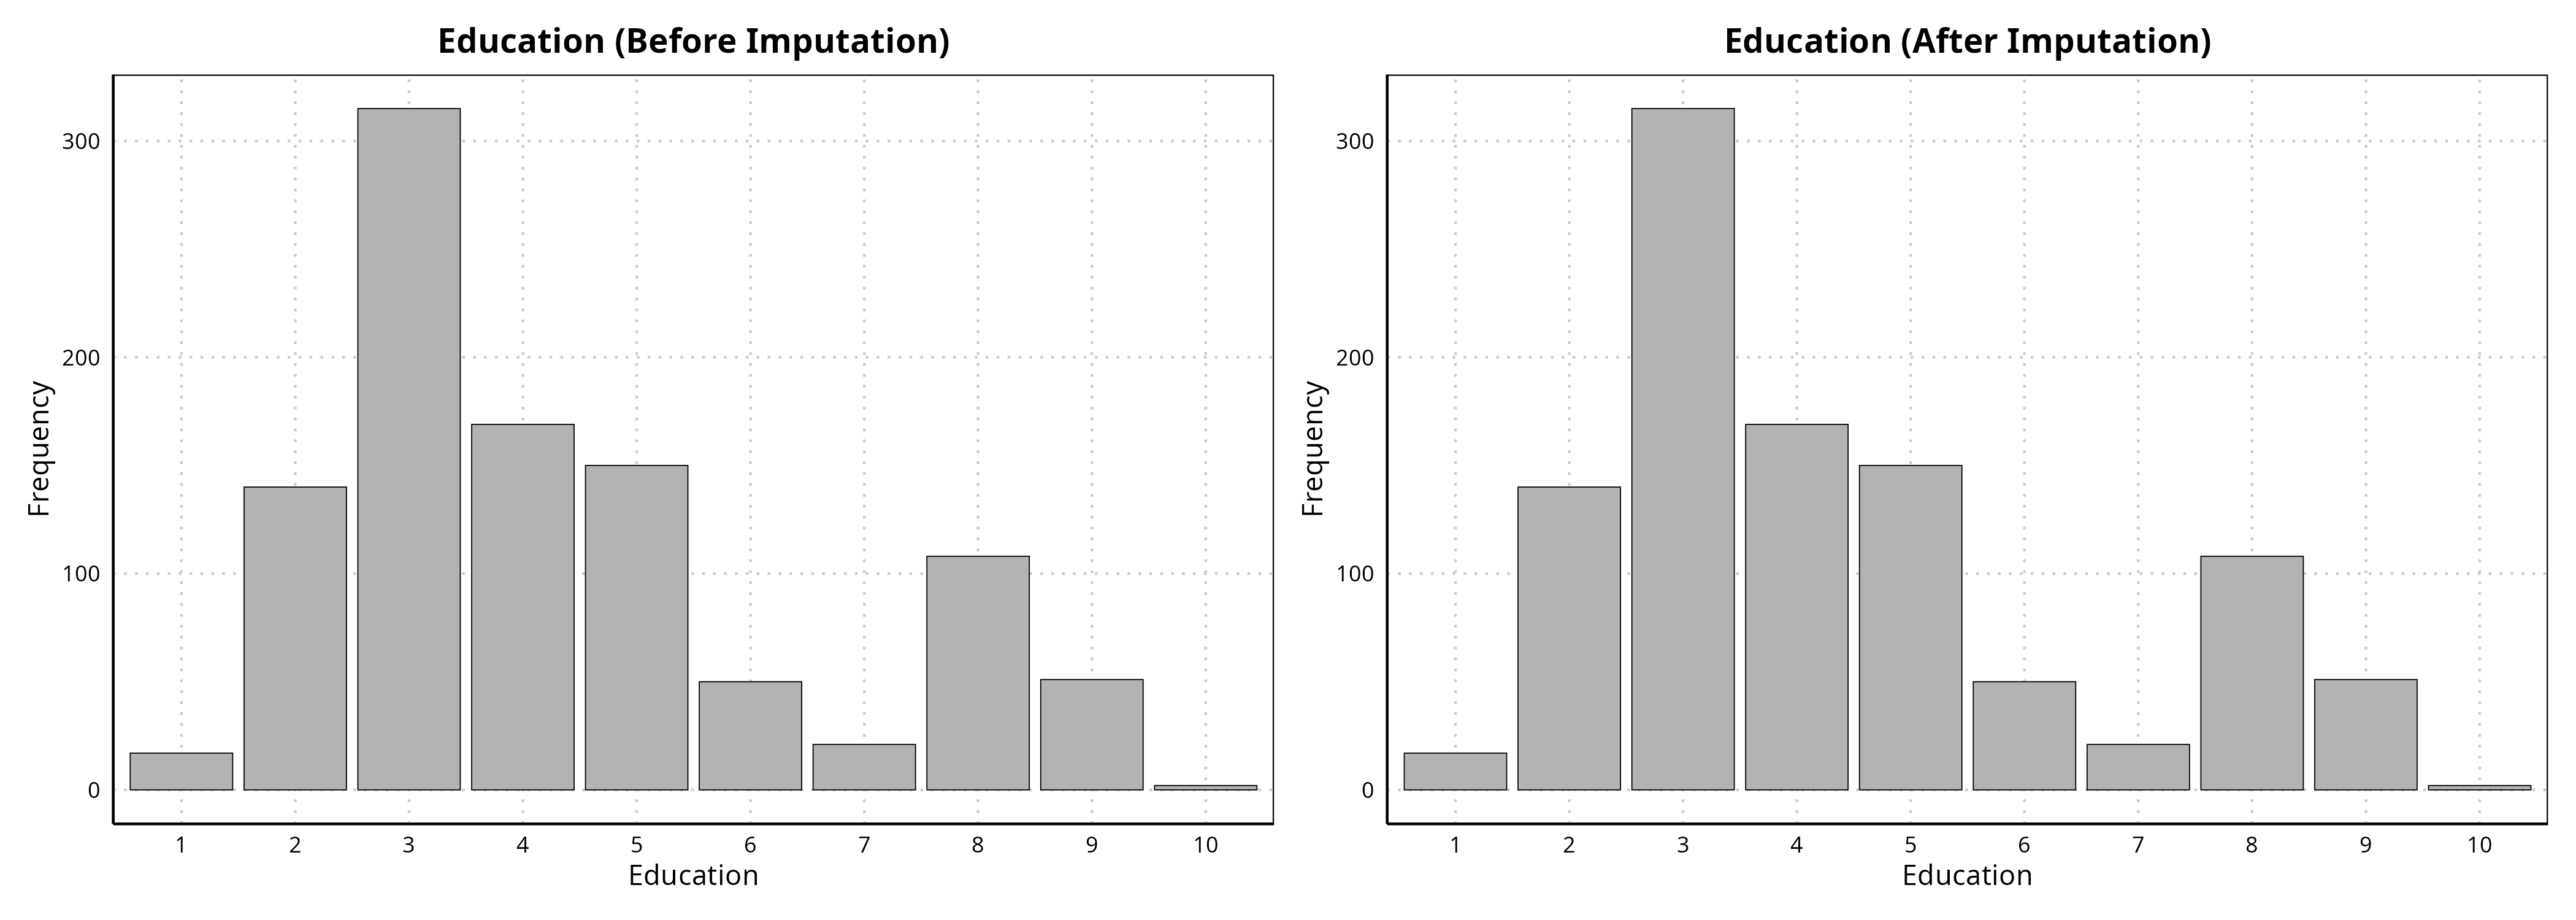 Education (Before Imputation)
Frequency
300
200
100
0
1 2 3 4 5 6 7 8 9 10
Education
Education (After Imputation)
Frequency
300
200
100
0
1 2 3 4 5 6 7 8 9 10
Education